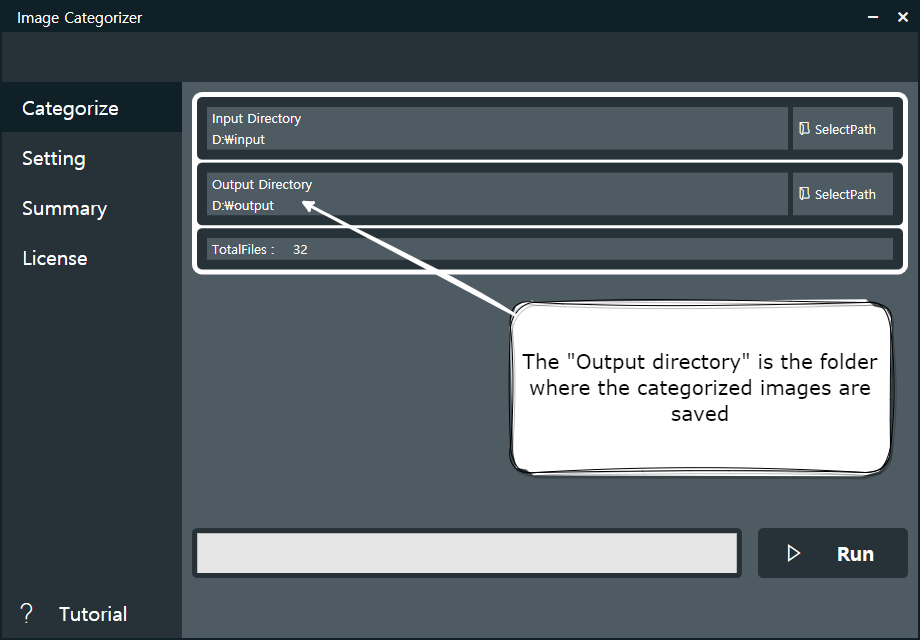 Image Categorizer
Categorize
Setting
Summary
License
Input Directory
D:₩input
SelectPath
Output Directory
D:₩output
SelectPath
TotalFiles : 32
The "Output directory" is the folder
where the categorized images are
saved
Run
? Tutorial